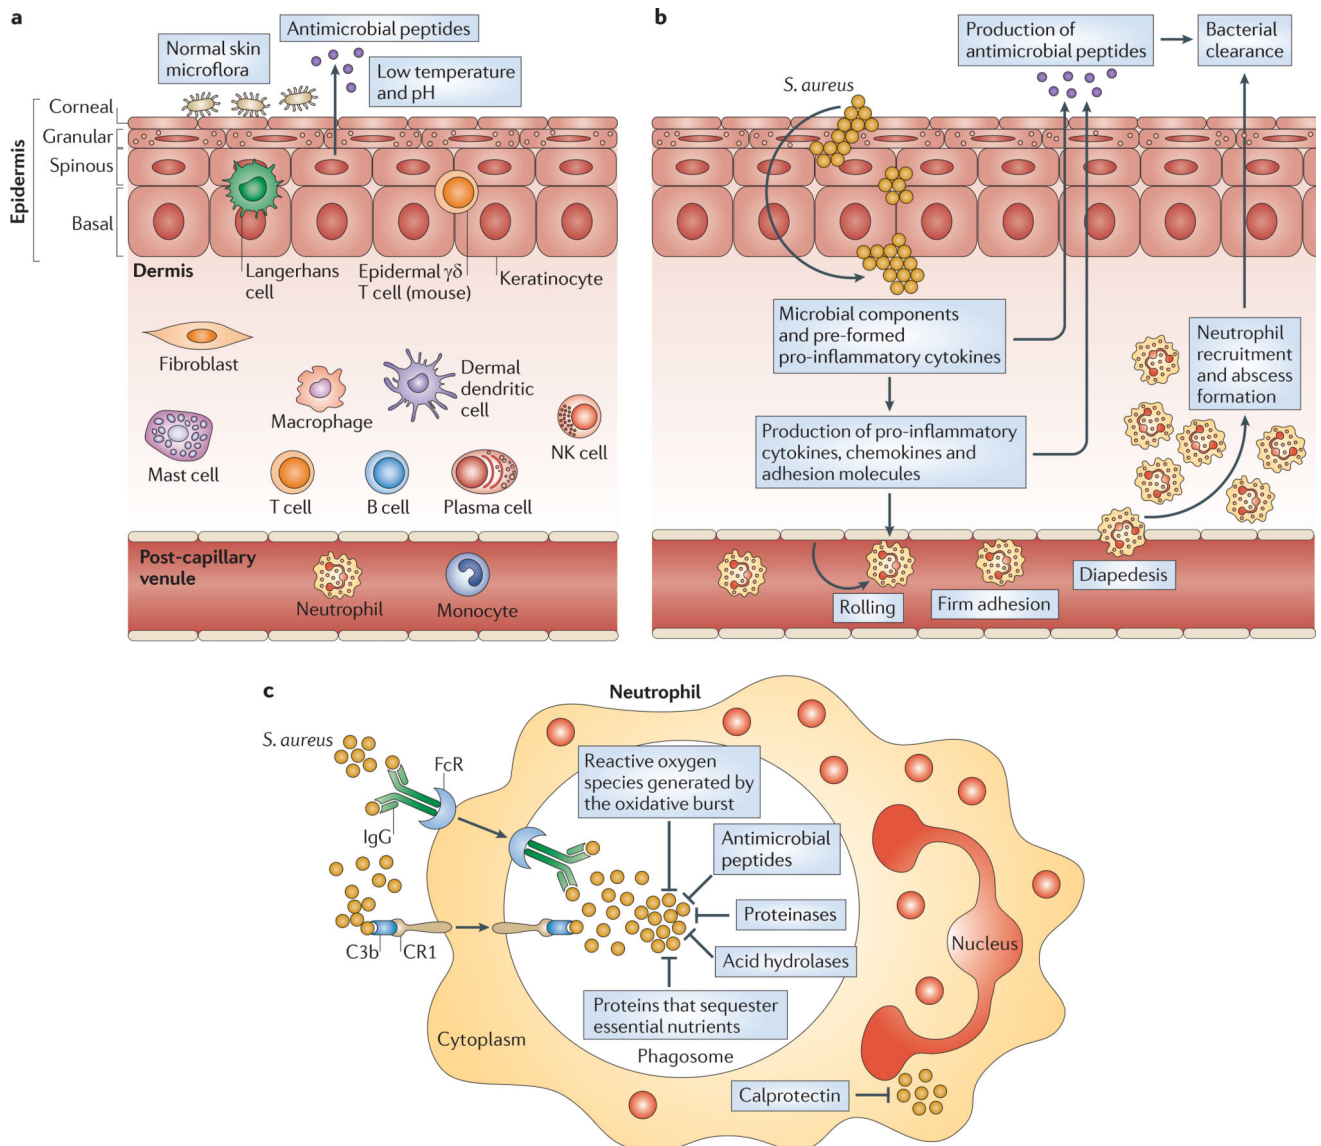 a
Normal skin
microflora
Antimicrobial peptides
Low temperature
and pH
Epidermis
Corneal
Granular
Spinous
Basal
Dermis
Langerhans
cell
Epidermal γδ
T cell (mouse)
Keratinocyte
Fibroblast
Macrophage
Dermal
dendritic
cell
NK cell
Mast cell
T cell
B cell
Plasma cell
Post-capillary
venule
Neutrophil
Monocyte
b
S. aureus
Production of
antimicrobial peptides
Bacterial
clearance
Microbial components
and pre-formed
pro-inflammatory cytokines
Production of pro-inflammatory
cytokines, chemokines and
adhesion molecules
Neutrophil
recruitment
and abscess
formation
Rolling
Firm adhesion
Diapedesis
c
Neutrophil
S. aureus
FcR
IgG
C3b
CR1
Reactive oxygen
species generated by
the oxidative burst
Antimicrobial
peptides
Proteinases
Acid hydrolases
Proteins that sequester
essential nutrients
Phagosome
Cytoplasm
Nucleus
Calprotectin